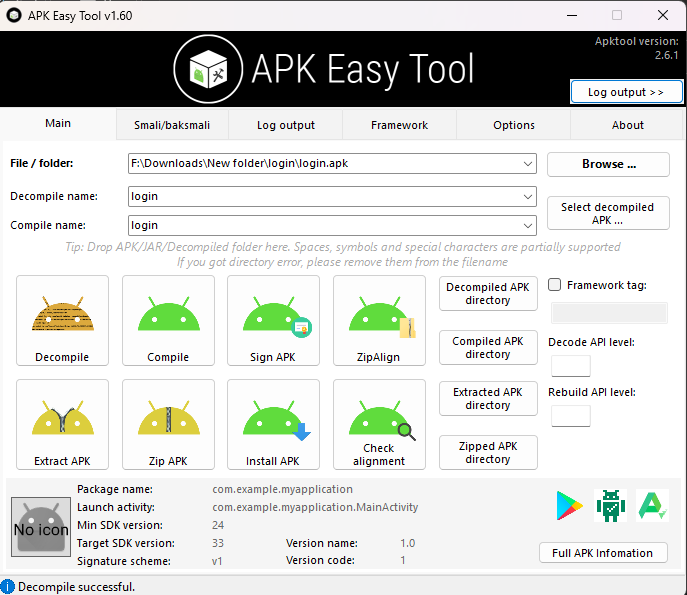 APK Easy Tool v1.60
Apktool version:
2.6.1
APK Easy Tool
Log output >>
Main
Smali/baksmali
Log output
Framework
Options
About
File / folder:
F:\Downloads\New folder\login\login.apk
Browse ...
Decompile name:
login
Select decompiled
APK ...
Compile name:
login
Tip: Drop APK/JAR/Decompiled folder here. Spaces, symbols and special characters are partially supported
If you got directory error, please remove them from the filename
Decompile
Compile
Sign APK
ZipAlign
Decompiled APK
directory
Framework tag:
Compiled APK
directory
Decode API level:
Extract APK
Zip APK
Install APK
Check
alignment
Extracted APK
directory
Rebuild API level:
Zipped APK
directory
No icon
Package name: com.example.myapplication
Launch activity: com.example.myapplication.MainActivity
Min SDK version: 24
Target SDK version: 33 Version name: 1.0
Signature scheme: v1 Version code: 1
Full APK Infomation
Decompile successful.